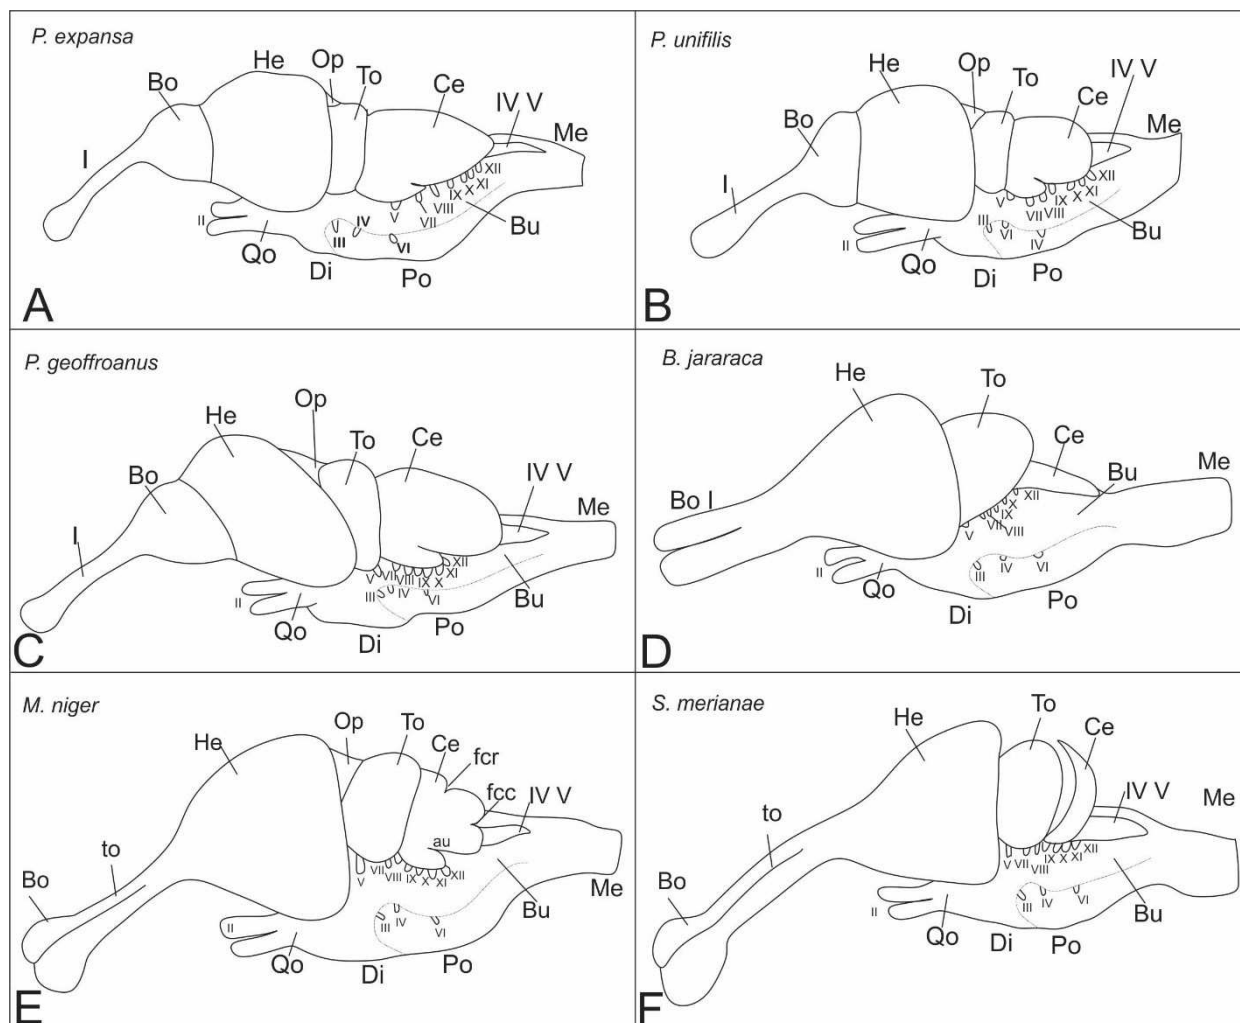 P. expansa
He
Op
To
Bo
Ce
IV V
Me
I
XII
XI
X
IX
VIII
VII
V
II
IV
III
VI
Bu
Qo
Di
Po
A
P. unifilis
He
Op
To
IV V
Ce
Me
Bo
I
XII
XI
X
IX
VIII
VII
V
III
VI
IV
II
Bu
Qo
Di
Po
B
P. geoffroanus
Op
He
To
Ce
Bo
IV V
Me
I
XII
XI
X
IX
VIII
VII
V
II
III
IV
VI
Bu
Qo
Di
Po
C
B. jararaca
He
To
Ce
Bu
Me
Bo I
XII
X
IX
VIII
VII
V
II
III
IV
VI
Qo
Di
Po
D
M. niger
Op
To
He
Ce
fcr
fcc
IV V
to
au
Bo
V
VII
VIII
IX
X
XI
XII
Me
Bu
II
III
IV
VI
Qo
Di
Po
E
S. merianae
To
He
Ce
IV V
Me
to
V
VII
VIII
IX
X
XI
XII
Bo
II
III
IV
VI
Bu
Qo
Di
Po
F